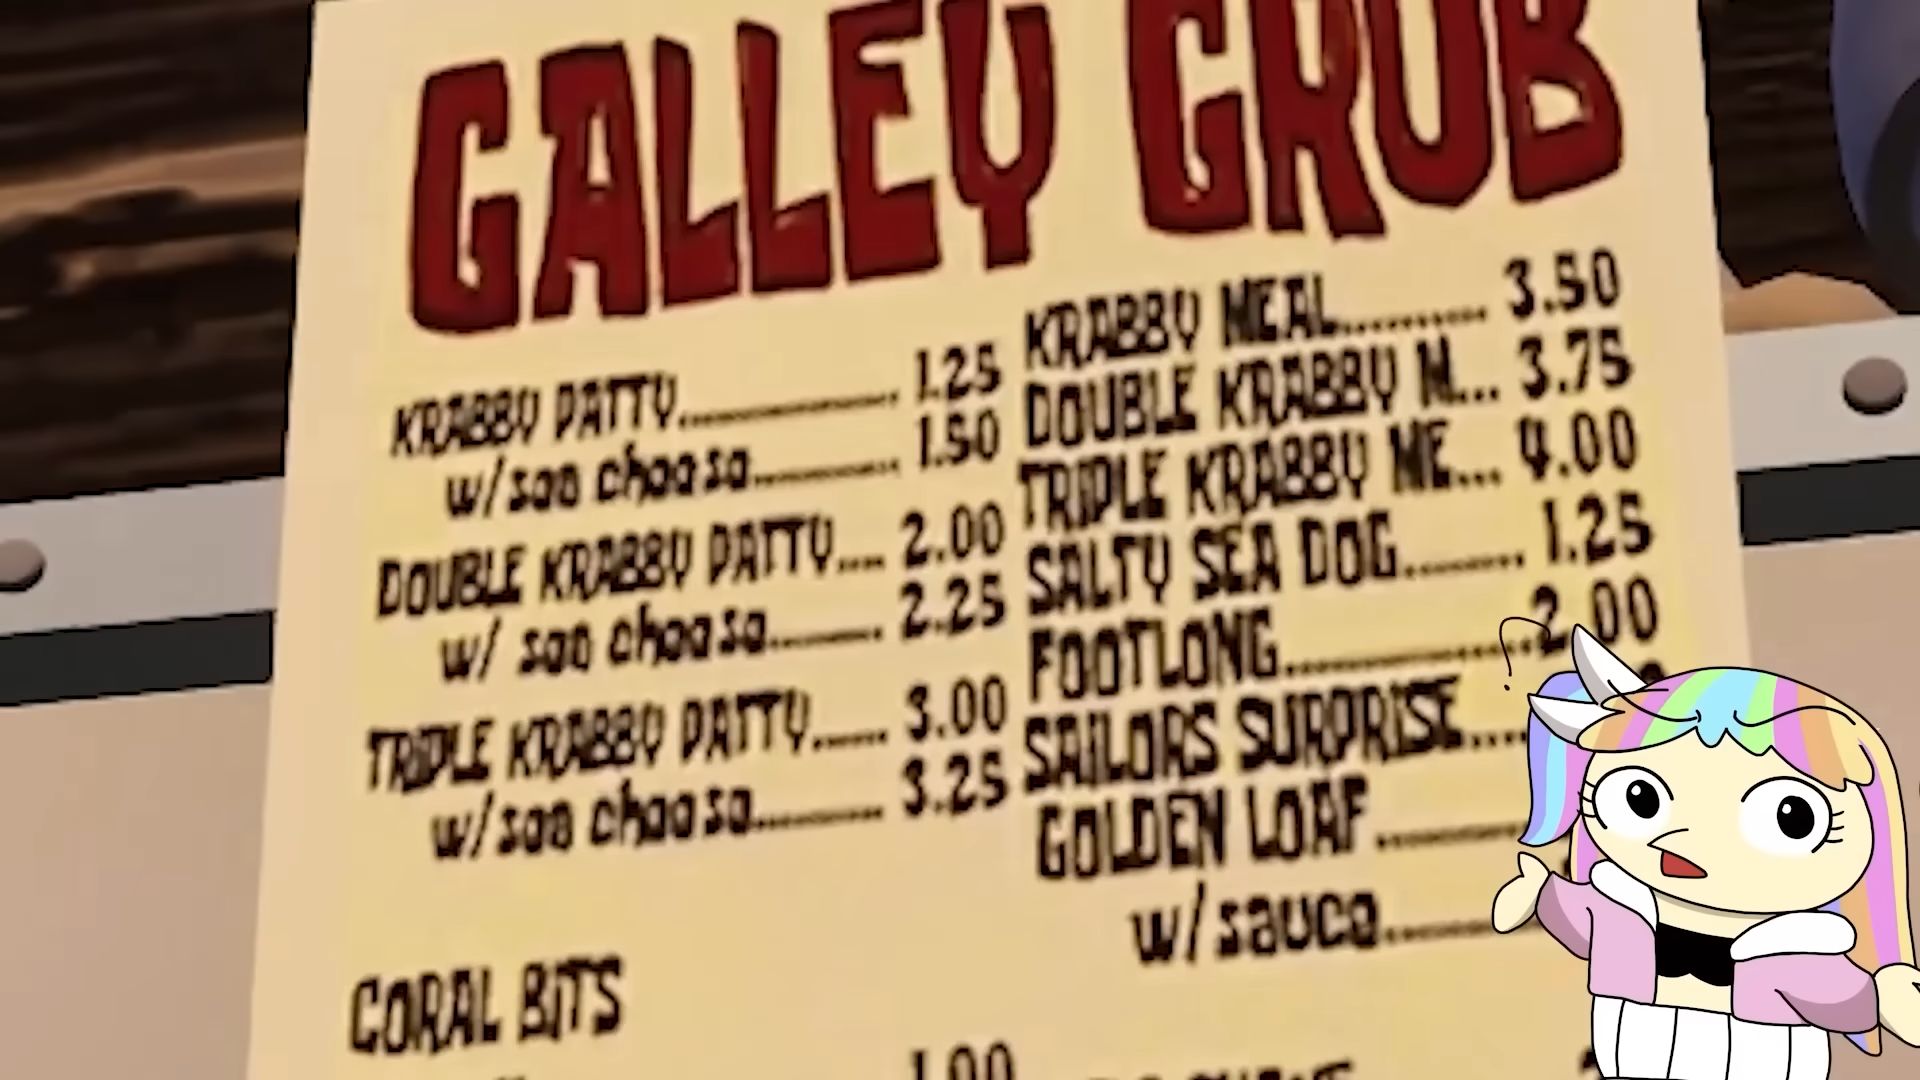 GALLEY GRUB
KRABBY PATTY.................. 1.25
w/sea cheese............ 1.50
DOUBLE KRABBY PATTY.... 2.00
w/ sea cheese......... 2.25
TRIPLE KRABBY PATTY...... 3.00
w/sea cheese........... 3.25
CORAL BITS
1.00
KRABBY MEAL........... 3.50
DOUBLE KRABBY M... 3.75
TRIPLE KRABBY ME... 4.00
SALTY SEA DOG........ 1.25
FOOTLONG.................2.00
SAILORS SURPRISE....
GOLDEN LOAF ..........
w/sauce...........
?